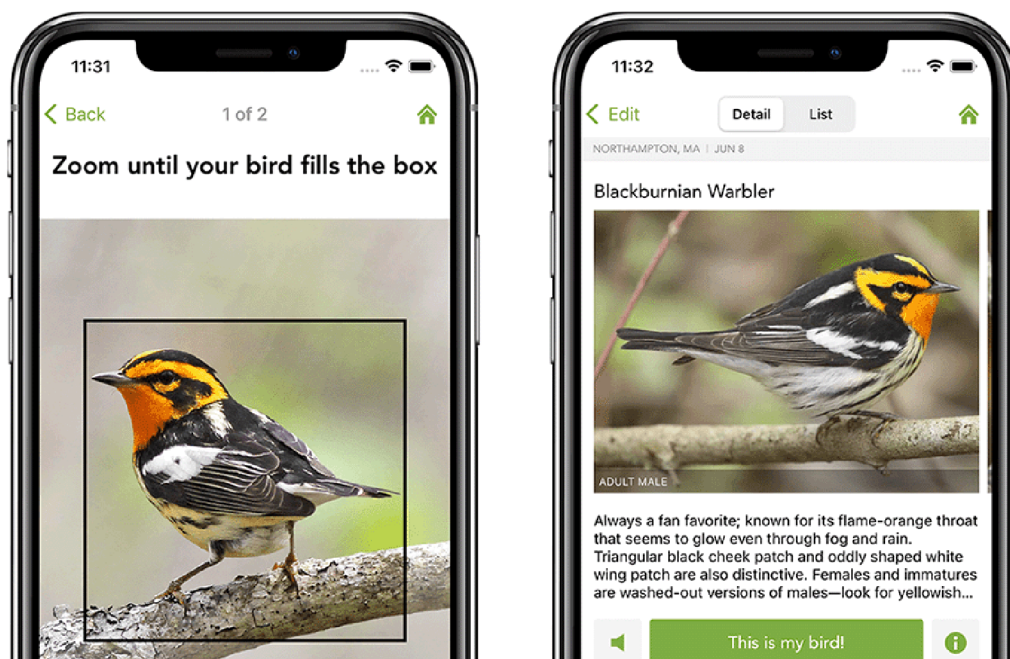 11:31
Back
1 of 2
Zoom until your bird fills the box
11:32
Edit
Detail
List
NORTHAMPTON, MA | JUN 8
Blackburnian Warbler
ADULT MALE
Always a fan favorite; known for its flame-orange throat
that seems to glow even through fog and rain.
Triangular black cheek patch and oddly shaped white
wing patch are also distinctive. Females and immatures
are washed-out versions of males—look for yellowish...
This is my bird!